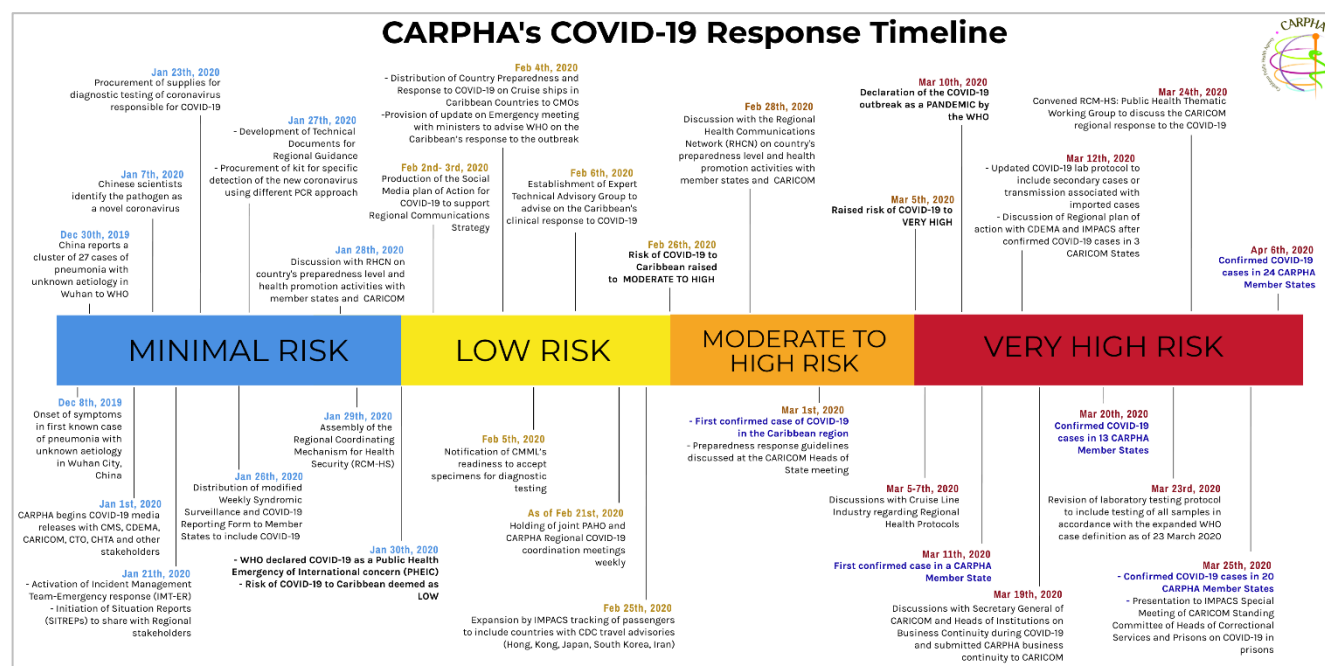 CARPHA's COVID-19 Response Timeline
CARPHA
Caribbean Public Health Agency
Jan 23th, 2020
Procurement of supplies for
diagnostic testing of coronavirus
responsible for COVID-19
Jan 7th, 2020
Chinese scientists
identify the pathogen as
a novel coronavirus
Dec 30th, 2019
China reports a
cluster of 27 cases of
pneumonia with
unknown aetiology in
Wuhan to WHO
Jan 27th, 2020
- Development of Technical
Documents for
Regional Guidance
- Procurement of kit for specific
detection of the new coronavirus
using different PCR approach
Jan 28th, 2020
Discussion with RHCN on
country's preparedness level and
health promotion activities with
member states and CARICOM
Feb 4th, 2020
- Distribution of Country Preparedness and
Response to COVID-19 on Cruise ships in
Caribbean Countries to CMOs
-Provision of update on Emergency meeting
with ministers to advise WHO on the
Caribbean's response to the outbreak
Feb 2nd- 3rd, 2020
Production of the Social
Media plan of Action for
COVID-19 to support
Regional Communications
Strategy
Feb 6th, 2020
Establishment of Expert
Technical Advisory Group to
advise on the Caribbean's
clinical response to COVID-19
Feb 26th, 2020
Risk of COVID-19 to
Caribbean raised
to MODERATE TO HIGH
Feb 28th, 2020
Discussion with the Regional
Health Communications
Network (RHCN) on country's
preparedness level and health
promotion activities with
member states and CARICOM
Mar 10th, 2020
Declaration of the COVID-19
outbreak as a PANDEMIC by
the WHO
Mar 5th, 2020
Raised risk of COVID-19 to
VERY HIGH
Mar 24th, 2020
Convened RCM-HS: Public Health Thematic
Working Group to discuss the CARICOM
regional response to the COVID-19
Mar 12th, 2020
- Updated COVID-19 lab protocol to
include secondary cases or
transmission associated with
imported cases
- Discussion of Regional plan of
action with CDEMA and IMPACS after
confirmed COVID-19 cases in 3
CARICOM States
Apr 6th, 2020
Confirmed COVID-19
cases in 24 CARPHA
Member States
MINIMAL RISK
LOW RISK
MODERATE TO
HIGH RISK
VERY HIGH RISK
Dec 8th, 2019
Onset of symptoms
in first known case
of pneumonia with
unknown aetiology
in Wuhan City,
China
Jan 1st, 2020
CARPHA begins COVID-19 media
releases with CMS, CDEMA,
CARICOM, CTO, CHTA and other
stakeholders
Jan 21th, 2020
- Activation of Incident Management
Team-Emergency response (IMT-ER)
- Initiation of Situation Reports
(SITREPs) to share with Regional
stakeholders
Jan 26th, 2020
Distribution of modified
Weekly Syndromic
Surveillance and COVID-19
Reporting Form to Member
States to include COVID-19
Jan 29th, 2020
Assembly of the
Regional Coordinating
Mechanism for Health
Security (RCM-HS)
Jan 30th, 2020
- WHO declared COVID-19 as a Public Health
Emergency of International concern (PHEIC)
- Risk of COVID-19 to Caribbean deemed as
LOW
Feb 5th, 2020
Notification of CMML's
readiness to accept
specimens for diagnostic
testing
As of Feb 21st, 2020
Holding of joint PAHO and
CARPHA Regional COVID-19
coordination meetings
weekly
Feb 25th, 2020
Expansion by IMPACS tracking of passengers
to include countries with CDC travel advisories
(Hong, Kong, Japan, South Korea, Iran)
Mar 1st, 2020
- First confirmed case of COVID-19
in the Caribbean region
- Preparedness response guidelines
discussed at the CARICOM Heads of
State meeting
Mar 5-7th, 2020
Discussions with Cruise Line
Industry regarding Regional
Health Protocols
Mar 11th, 2020
First confirmed case in a CARPHA
Member State
Mar 19th, 2020
Discussions with Secretary General of
CARICOM and Heads of Institutions on
Business Continuity during COVID-19
and submitted CARPHA business
continuity to CARICOM
Mar 20th, 2020
Confirmed COVID-19
cases in 13 CARPHA
Member States
Mar 23rd, 2020
Revision of laboratory testing protocol
to include testing of all samples in
accordance with the expanded WHO
case definition as of 23 March 2020
Mar 25th, 2020
- Confirmed COVID-19 cases in 20
CARPHA Member States
- Presentation to IMPACS Special
Meeting of CARICOM Standing
Committee of Heads of Correctional
Services and Prisons on COVID-19 in
prisons